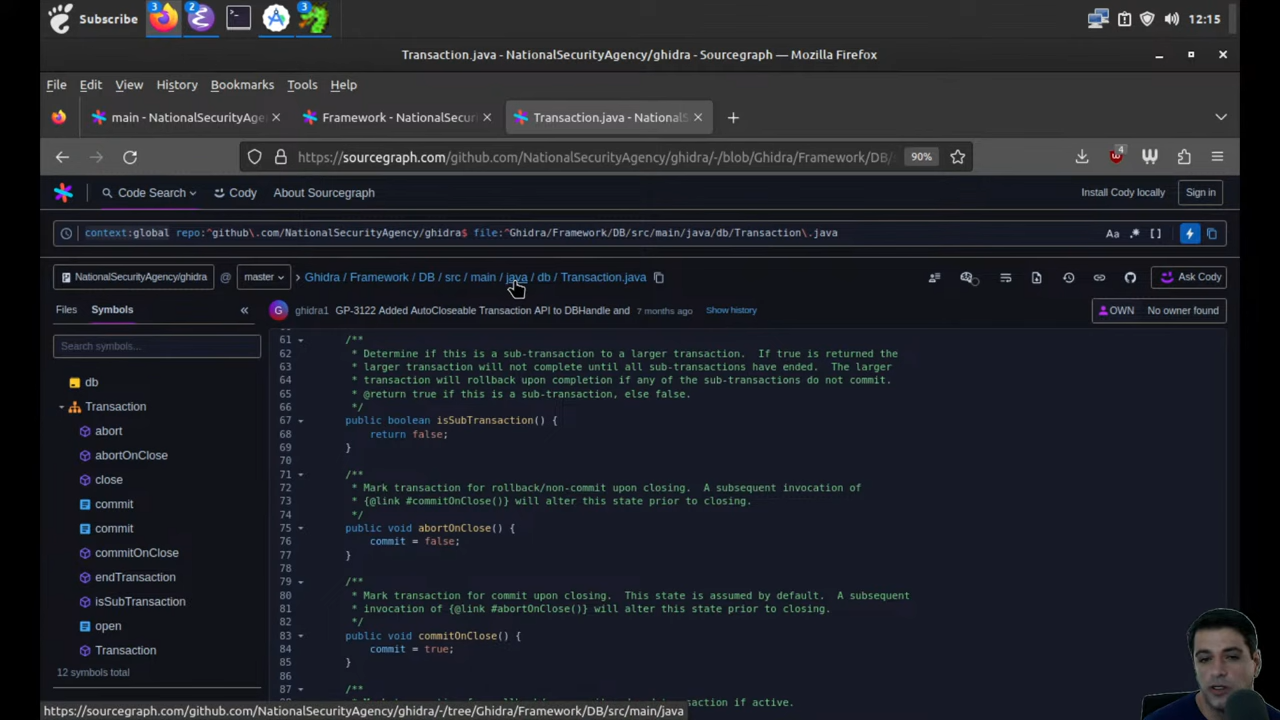 Subscribe
3
2
3
12:15
Transaction.java - NationalSecurityAgency/ghidra - Sourcegraph — Mozilla Firefox
File Edit View History Bookmarks Tools Help
main - NationalSecurityAge
Framework - NationalSecuri
Transaction.java - NationalS
https://sourcegraph.com/github.com/NationalSecurityAgency/ghidra/-/blob/Ghidra/Framework/DB/
90%
4
Code Search
Cody
About Sourcegraph
Install Cody locally
Sign in
context:global repo:^github\.com/NationalSecurityAgency/ghidra$ file:^Ghidra/Framework/DB/src/main/java/db/Transaction\.java
Aa
NationalSecurityAgency/ghidra @ master > Ghidra / Framework / DB / src / main / java / db / Transaction.java
Ask Cody
Files
Symbols
G ghidra1 GP-3122 Added AutoCloseable Transaction API to DBHandle and 7 months ago Show history
OWN No owner found
Search symbols...
db
Transaction
abort
abortOnClose
close
commit
commit
commitOnClose
endTransaction
isSubTransaction
open
Transaction
12 symbols total
61 /**
62 * Determine if this is a sub-transaction to a larger transaction. If true is returned the
63 * larger transaction will not complete until all sub-transactions have ended. The larger
64 * transaction will rollback upon completion if any of the sub-transactions do not commit.
65 * @return true if this is a sub-transaction, else false.
66 */
67 public boolean isSubTransaction() {
68 return false;
69 }
70
71 /**
72 * Mark transaction for rollback/non-commit upon closing. A subsequent invocation of
73 * {@link #commitOnClose()} will alter this state prior to closing.
74 */
75 public void abortOnClose() {
76 commit = false;
77 }
78
79 /**
80 * Mark transaction for commit upon closing. This state is assumed by default. A subsequent
81 * invocation of {@link #abortOnClose()} will alter this state prior to closing.
82 */
83 public void commitOnClose() {
84 commit = true;
85 }
86
87 /**
if active.
https://sourcegraph.com/github.com/NationalSecurityAgency/ghidra/-/tree/Ghidra/Framework/DB/src/main/java